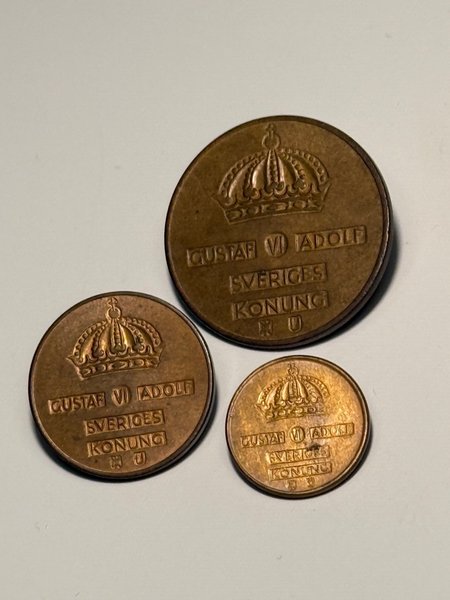 GUSTAF VI ADOLF
SVERIGES
KONUNG
U
GUSTAF VI ADOLF
SVERIGES
KONUNG
U
GUSTAF VI ADOLF
SVERIGES
KONUNG